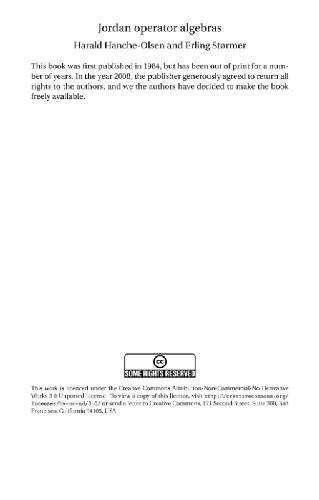 Jordan operator algebras
Harald Hanche-Olsen and Erling Størmer
This book was first published in 1984, but has been out of print for a num-
ber of years. In the year 2008, the publisher generously agreed to return all
rights to the authors, and we the authors have decided to make the book
freely available.
cc
SOME RIGHTS RESERVED
This work is licenced under the Creative Commons Attribution-Non-Commercial-No Derivative
Works 3.0 Unported License. To view a copy of this licence, visit http://creativecommons.org/
licenses/by-nc-nd/3.0/ or send a letter to Creative Commons, 171 Second Street, Suite 300, San
Francisco, California 94105, USA